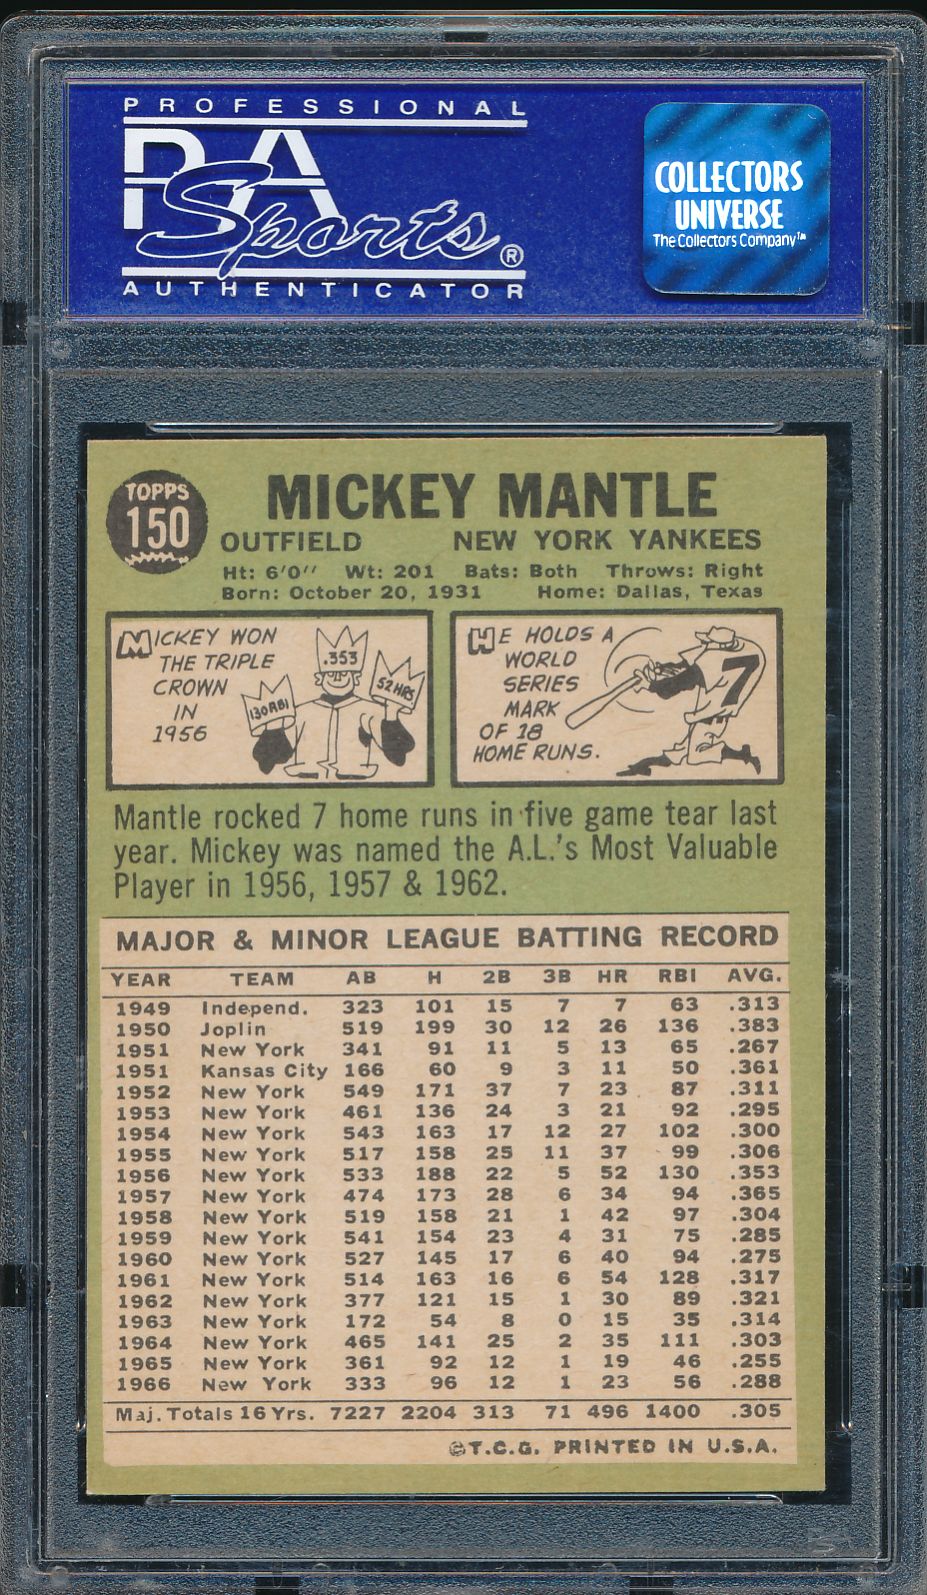 PROFESSIONAL
PSA
Sports®
AUTHENTICATOR
COLLECTORS
UNIVERSE
The Collectors Company™
TOPPS
150
MICKEY MANTLE
OUTFIELD NEW YORK YANKEES
Ht: 6'0" Wt: 201 Bats: Both Throws: Right
Born: October 20, 1931 Home: Dallas, Texas
MICKEY WON
THE TRIPLE
CROWN
IN
1956
130 RBI
.353
52 HRS
HE HOLDS A
WORLD
SERIES
MARK
OF 18
HOME RUNS.
7
Mantle rocked 7 home runs in five game tear last
year. Mickey was named the A.L.'s Most Valuable
Player in 1956, 1957 & 1962.
MAJOR & MINOR LEAGUE BATTING RECORD
YEAR TEAM AB H 2B 3B HR RBI AVG.
1949 Independ. 323 101 15 7 7 63 .313
1950 Joplin 519 199 30 12 26 136 .383
1951 New York 341 91 11 5 13 65 .267
1951 Kansas City 166 60 9 3 11 50 .361
1952 New York 549 171 37 7 23 87 .311
1953 New York 461 136 24 3 21 92 .295
1954 New York 543 163 17 12 27 102 .300
1955 New York 517 158 25 11 37 99 .306
1956 New York 533 188 22 5 52 130 .353
1957 New York 474 173 28 6 34 94 .365
1958 New York 519 158 21 1 42 97 .304
1959 New York 541 154 23 4 31 75 .285
1960 New York 527 145 17 6 40 94 .275
1961 New York 514 163 16 6 54 128 .317
1962 New York 377 121 15 1 30 89 .321
1963 New York 172 54 8 0 15 35 .314
1964 New York 465 141 25 2 35 111 .303
1965 New York 361 92 12 1 19 46 .255
1966 New York 333 96 12 1 23 56 .288
Maj. Totals 16 Yrs. 7227 2204 313 71 496 1400 .305
©T.C.G. PRINTED IN U.S.A.